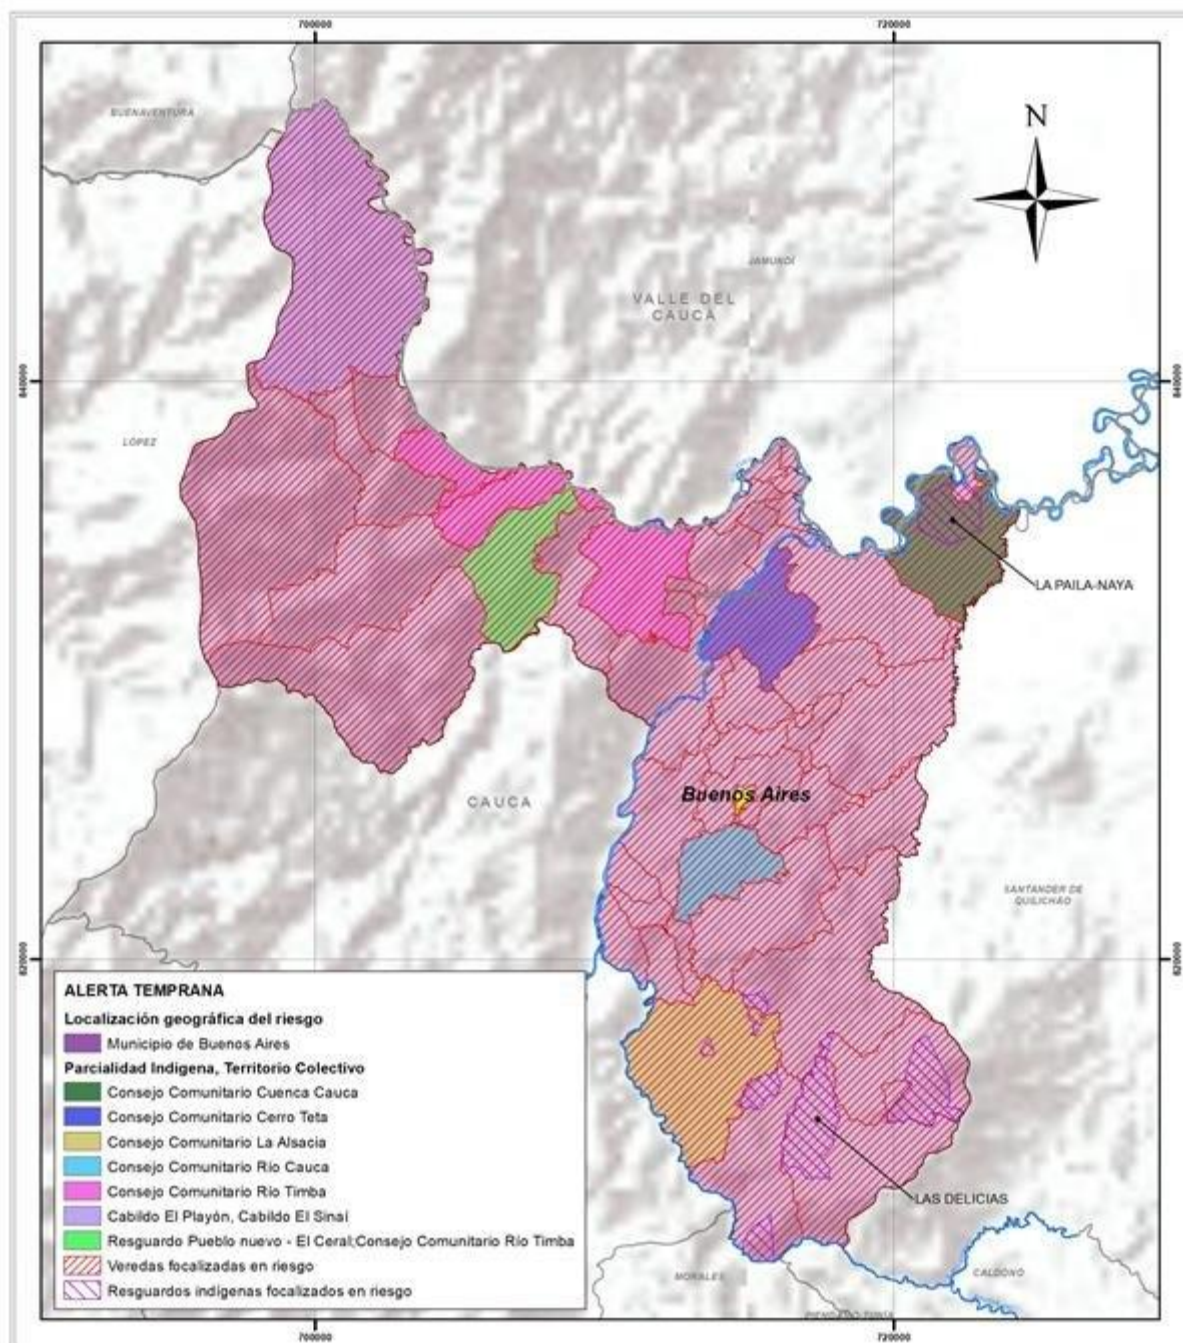 700000
720000
BUENAVENTURA
N
JAMUNDÍ
VALLE DEL
CAUCA
840000
840000
LÓPEZ
LA PAILA-NAYA
Buenos Aires
CAUCA
SANTANDER DE
QUILICHAO
820000
820000
ALERTA TEMPRANA
Localización geográfica del riesgo
Municipio de Buenos Aires
Parcialidad Indigena, Territorio Colectivo
Consejo Comunitario Cuenca Cauca
Consejo Comunitario Cerro Teta
Consejo Comunitario La Alsacia
Consejo Comunitario Río Cauca
Consejo Comunitario Río Timba
Cabildo El Playón, Cabildo El Sinaí
Resguardo Pueblo nuevo - El Ceral;Consejo Comunitario Río Timba
Veredas focalizadas en riesgo
Resguardos indígenas focalizados en riesgo
LAS DELICIAS
MORALES
CALDONO
700000
720000